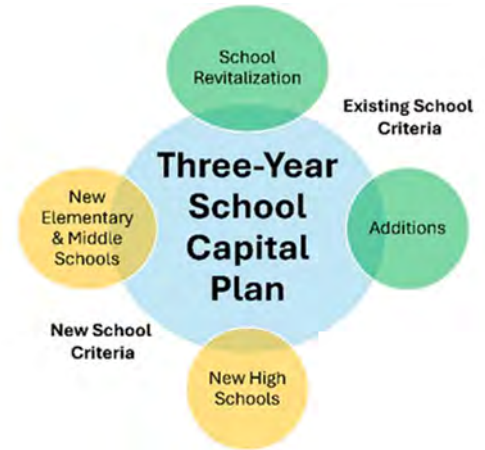 School
Revitalization
Existing School
Criteria
Three-Year
School
Capital
Plan
New
Elementary
& Middle
Schools
Additions
New School
Criteria
New High
Schools